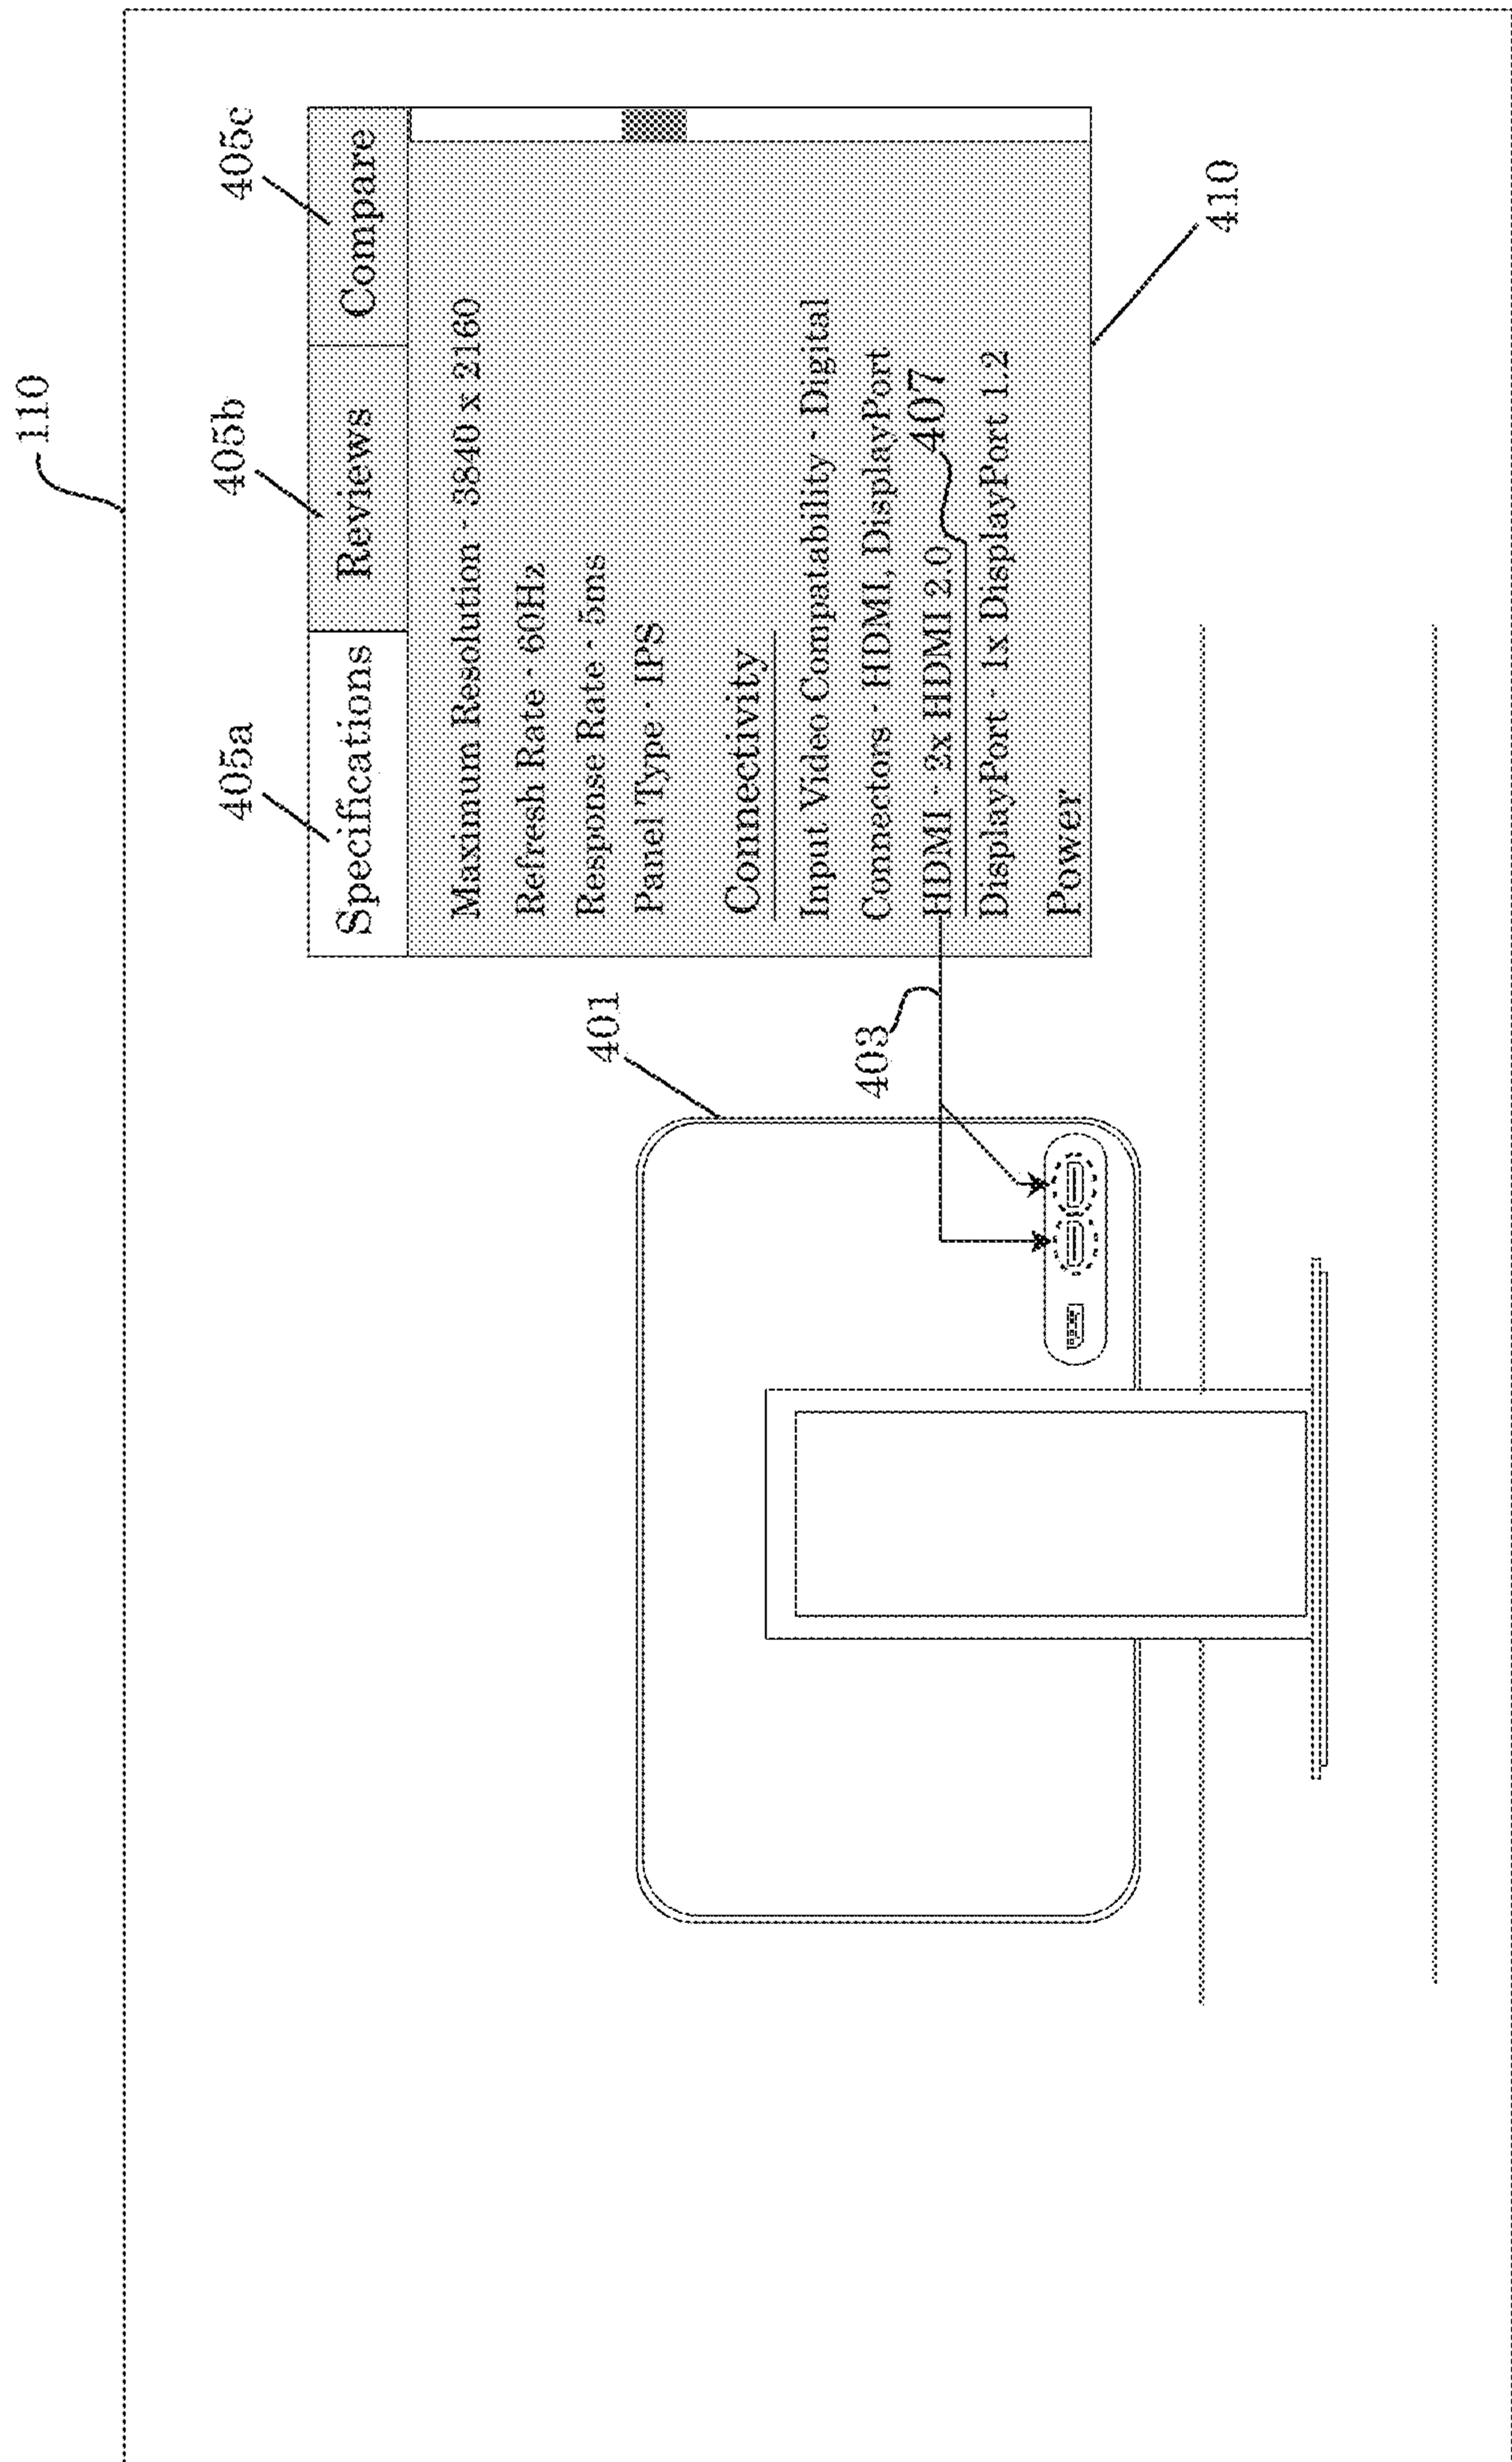 110
405a
405b
405c
Specifications
Reviews
Compare
Maximum Resolution - 3840 x 2160
Refresh Rate - 60Hz
Response Rate - 5ms
Panel Type - IPS
Connectivity
Input Video Compatability - Digital
Connectors - HDMI, DisplayPort
HDMI - 2x HDMI 2.0
407
DisplayPort - 1x DisplayPort 1.2
Power
401
403
410